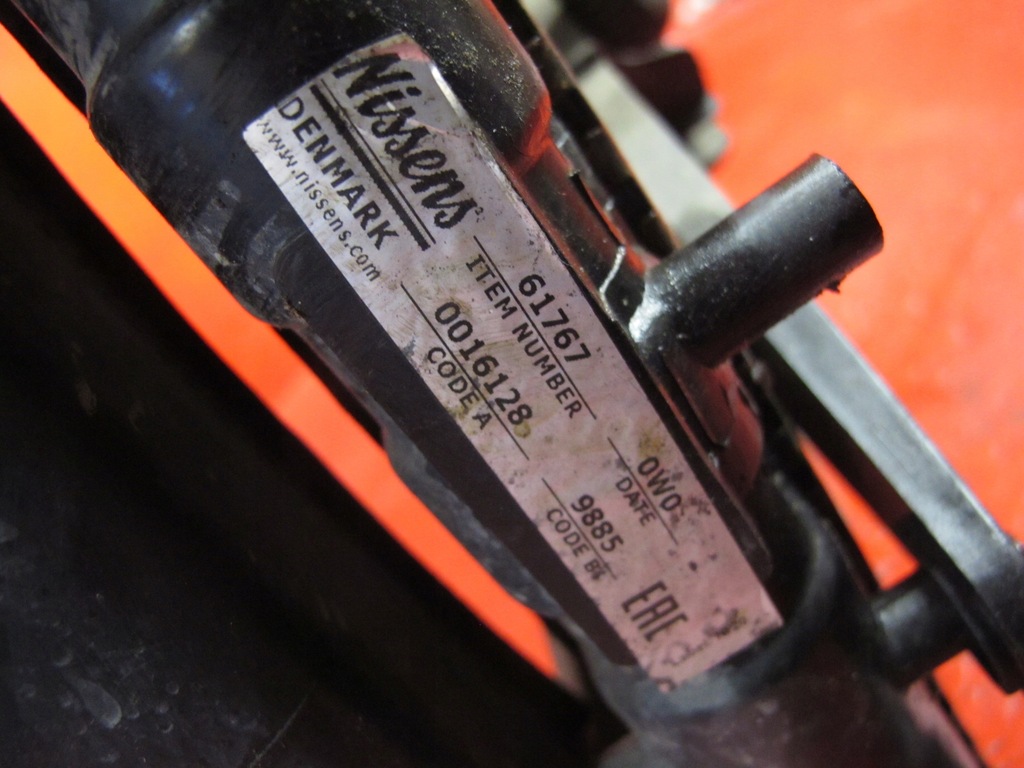 Nissens
DENMARK
www.nissens.com
61767
ITEM NUMBER
0016128
CODE A
0W0
DATE
9885
CODE B
EAC